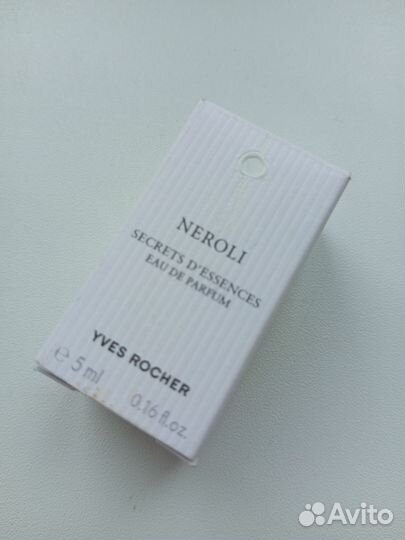 NEROLI
SECRETS D'ESSENCES
EAU DE PARFUM
YVES ROCHER
℮ 5 ml 0.16 fl.oz.
Avito